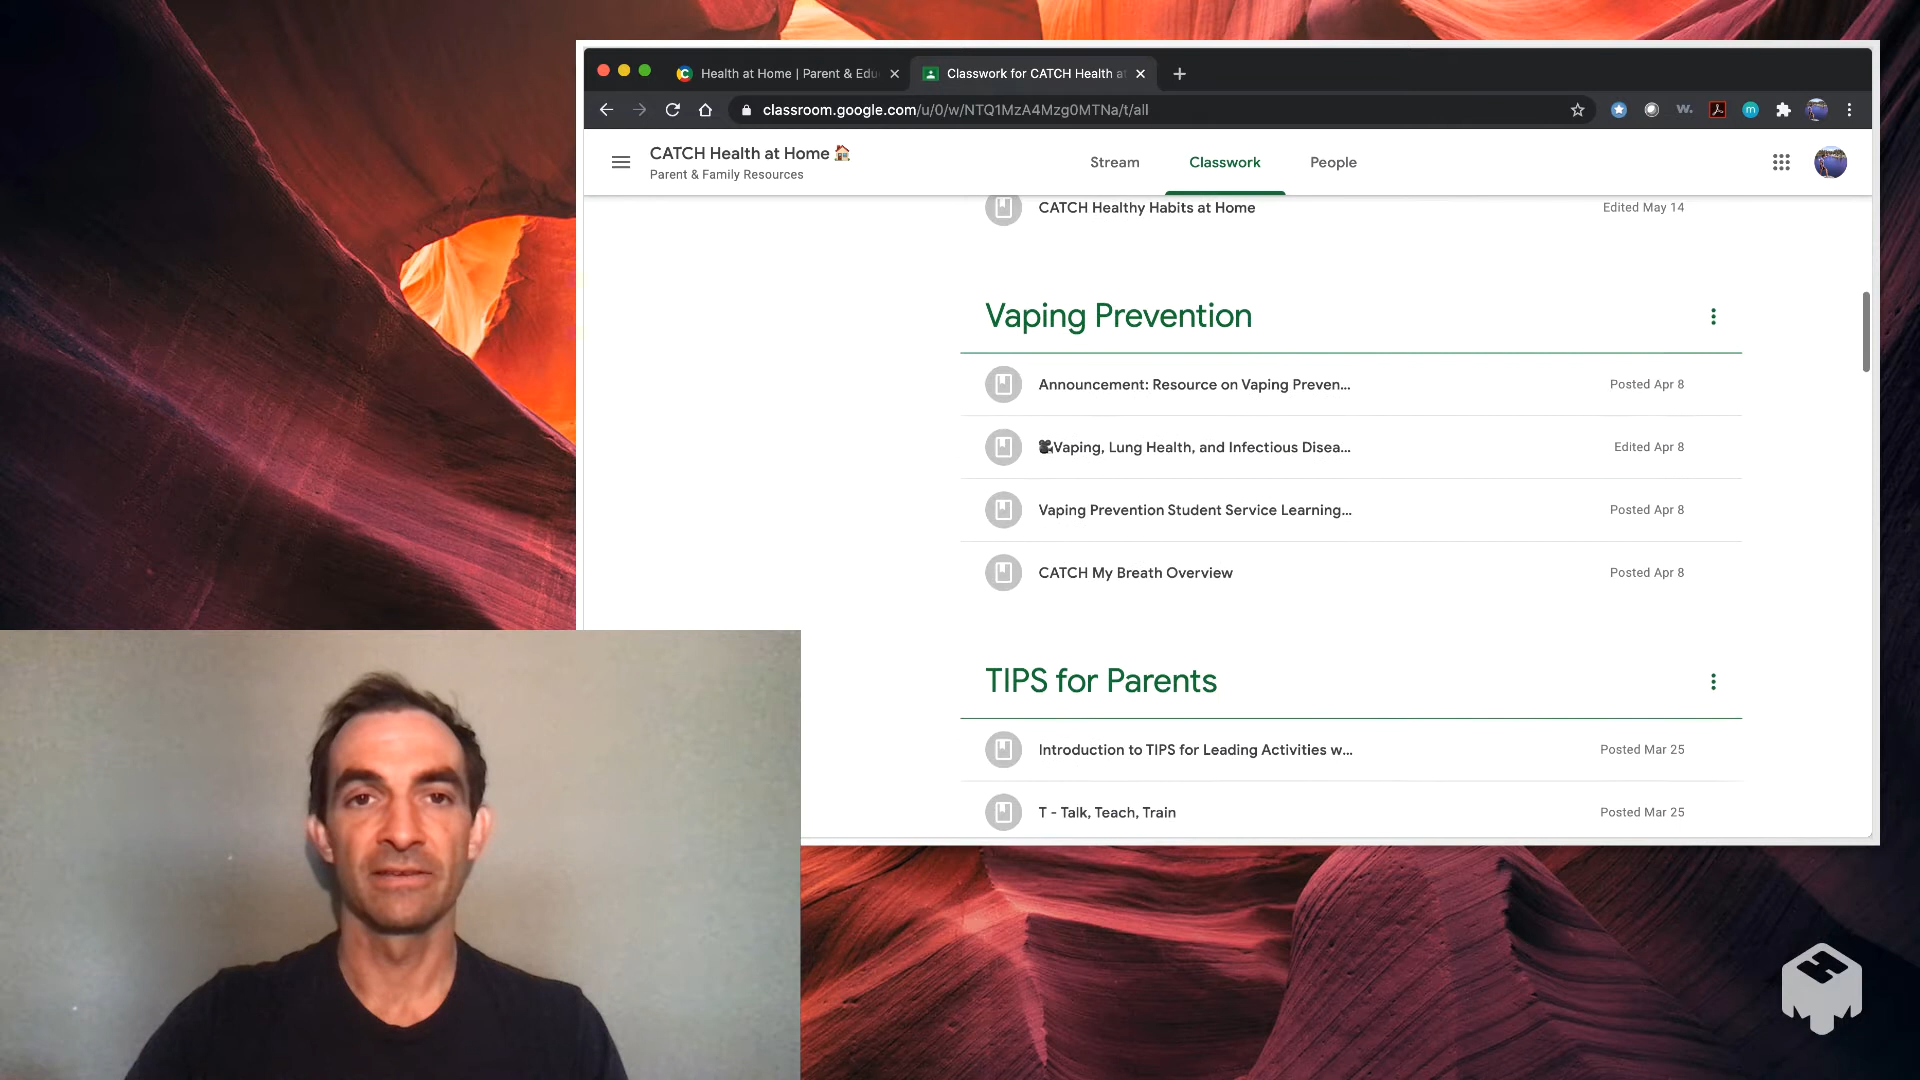 Health at Home | Parent & Edu
Classwork for CATCH Health at
classroom.google.com/u/0/w/NTQ1MzA4Mzg0MTNa/t/all
CATCH Health at Home
Parent & Family Resources
Stream
Classwork
People
CATCH Healthy Habits at Home
Edited May 14
Vaping Prevention
Announcement: Resource on Vaping Preven...
Posted Apr 8
Vaping, Lung Health, and Infectious Disea...
Edited Apr 8
Vaping Prevention Student Service Learning...
Posted Apr 8
CATCH My Breath Overview
Posted Apr 8
TIPS for Parents
Introduction to TIPS for Leading Activities w...
Posted Mar 25
T - Talk, Teach, Train
Posted Mar 25